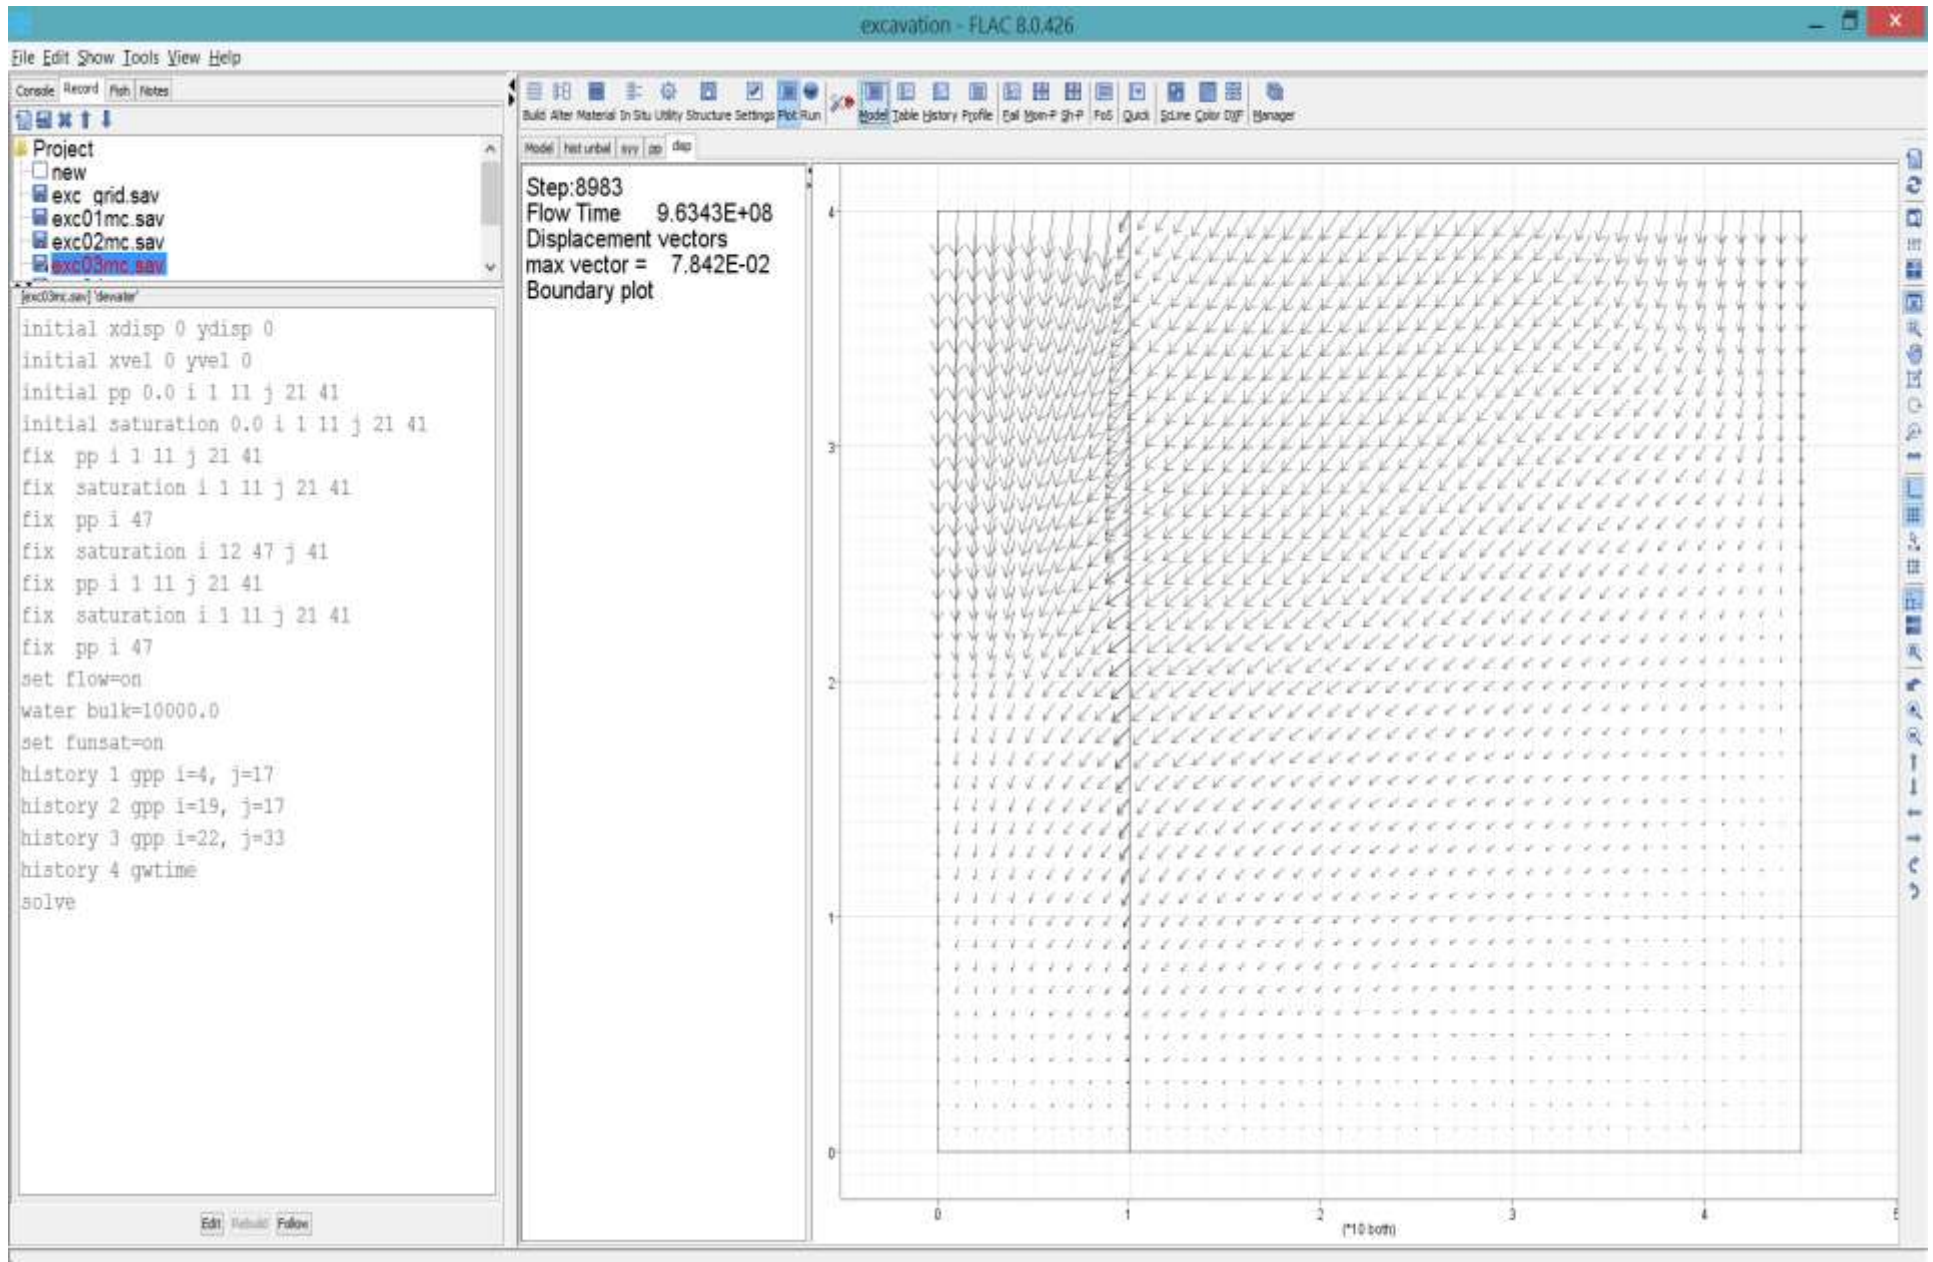 excavation - FLAC 8.0.426
File Edit Show Tools View Help
Console Record Fish Notes
Project
new
exc_grid.sav
exc01mc.sav
exc02mc.sav
exc03mc.sav
[exc03mc.sav] 'dewater'
initial xdisp 0 ydisp 0
initial xvel 0 yvel 0
initial pp 0.0 i 1 11 j 21 41
initial saturation 0.0 i 1 11 j 21 41
fix pp i 1 11 j 21 41
fix saturation i 1 11 j 21 41
fix pp i 47
fix saturation i 12 47 j 41
fix pp i 1 11 j 21 41
fix saturation i 1 11 j 21 41
fix pp i 47
set flow=on
water bulk=10000.0
set funsat=on
history 1 gpp i=4, j=17
history 2 gpp i=19, j=17
history 3 gpp i=22, j=33
history 4 gwtime
solve
Edit Rebuild Follow
Build Alter Material In Situ Utility Structure Settings Plot Run Model Table History Profile Fail Mom-P Sh-P FoS Quick ScLine Color DXF Manager
Model hist unbal syy pp disp
Step:8983
Flow Time 9.6343E+08
Displacement vectors
max vector = 7.842E-02
Boundary plot
4
3
2
1
0
0 1 2 3 4
(*10 both)